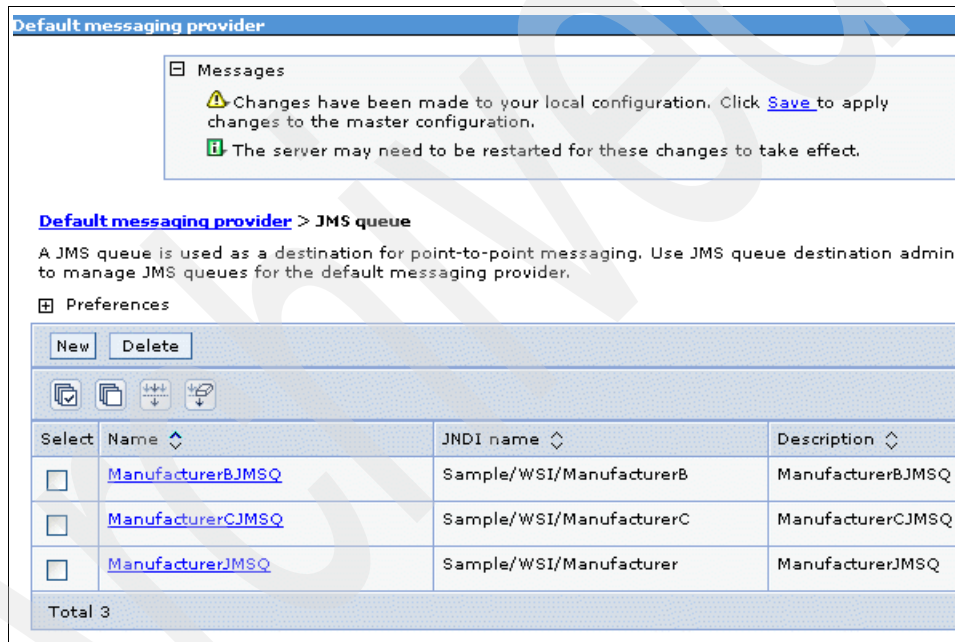 Default messaging provider
Messages
Changes have been made to your local configuration. Click Save to apply
changes to the master configuration.
The server may need to be restarted for these changes to take effect.
Default messaging provider > JMS queue
A JMS queue is used as a destination for point-to-point messaging. Use JMS queue destination admin
to manage JMS queues for the default messaging provider.
Preferences
New Delete
Select Name JNDI name Description
ManufacturerBJMSQ Sample/WSI/ManufacturerB ManufacturerBJMSQ
ManufacturerCJMSQ Sample/WSI/ManufacturerC ManufacturerCJMSQ
ManufacturerJMSQ Sample/WSI/Manufacturer ManufacturerJMSQ
Total 3